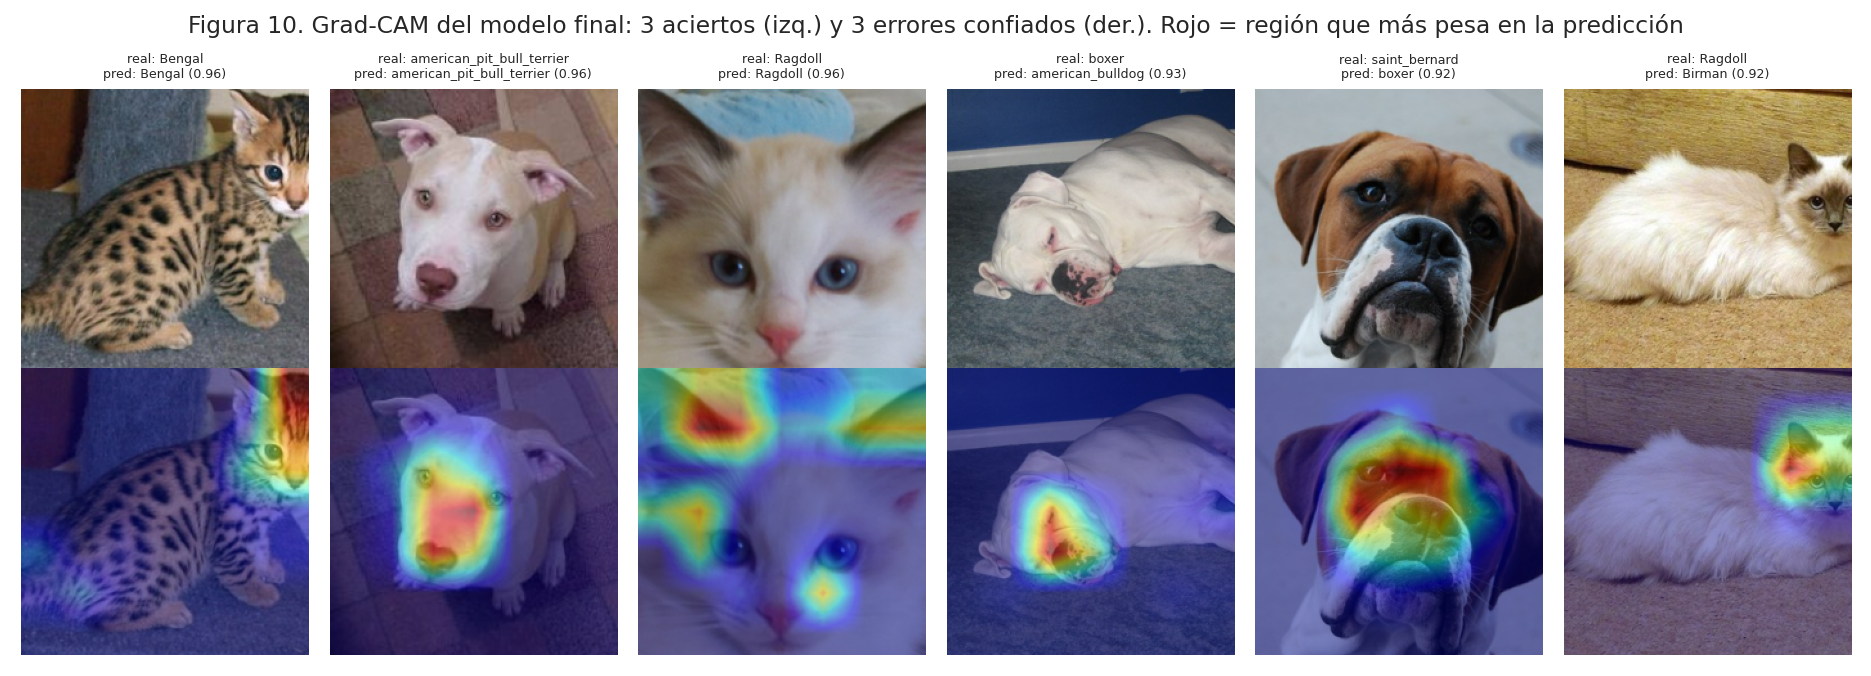 Figura 10. Grad-CAM del modelo final: 3 aciertos (izq.) y 3 errores confiados (der.). Rojo = región que más pesa en la predicción
real: Bengal
pred: Bengal (0.96)
real: american_pit_bull_terrier
pred: american_pit_bull_terrier (0.96)
real: Ragdoll
pred: Ragdoll (0.96)
real: boxer
pred: american_bulldog (0.93)
real: saint_bernard
pred: boxer (0.92)
real: Ragdoll
pred: Birman (0.92)